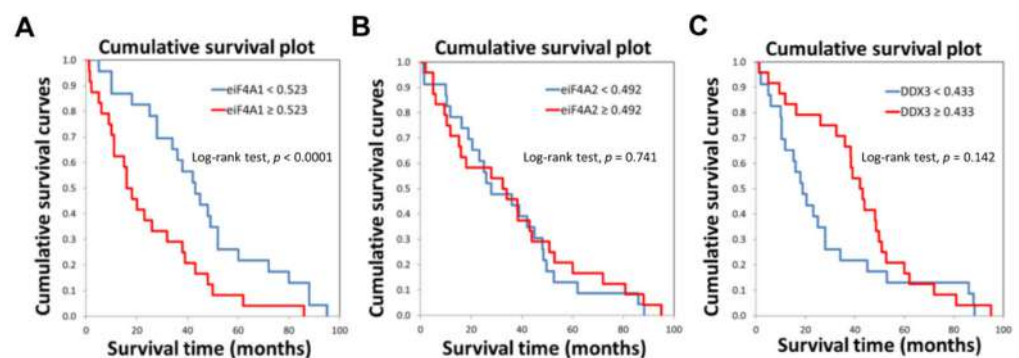 A
Cumulative survival plot
Cumulative survival curves
1.0
0.9
0.8
0.7
0.6
0.5
0.4
0.3
0.2
0.1
0.0
eiF4A1 < 0.523
eiF4A1 ≥ 0.523
Log-rank test, p < 0.0001
0 20 40 60 80 100
Survival time (months)
B
Cumulative survival plot
Cumulative survival curves
1.0
0.9
0.8
0.7
0.6
0.5
0.4
0.3
0.2
0.1
0.0
eiF4A2 < 0.492
eiF4A2 ≥ 0.492
Log-rank test, p = 0.741
0 20 40 60 80 100
Survival time (months)
C
Cumulative survival plot
Cumulative survival curves
1.0
0.9
0.8
0.7
0.6
0.5
0.4
0.3
0.2
0.1
0.0
DDX3 < 0.433
DDX3 ≥ 0.433
Log-rank test, p = 0.142
0 20 40 60 80 100
Survival time (months)